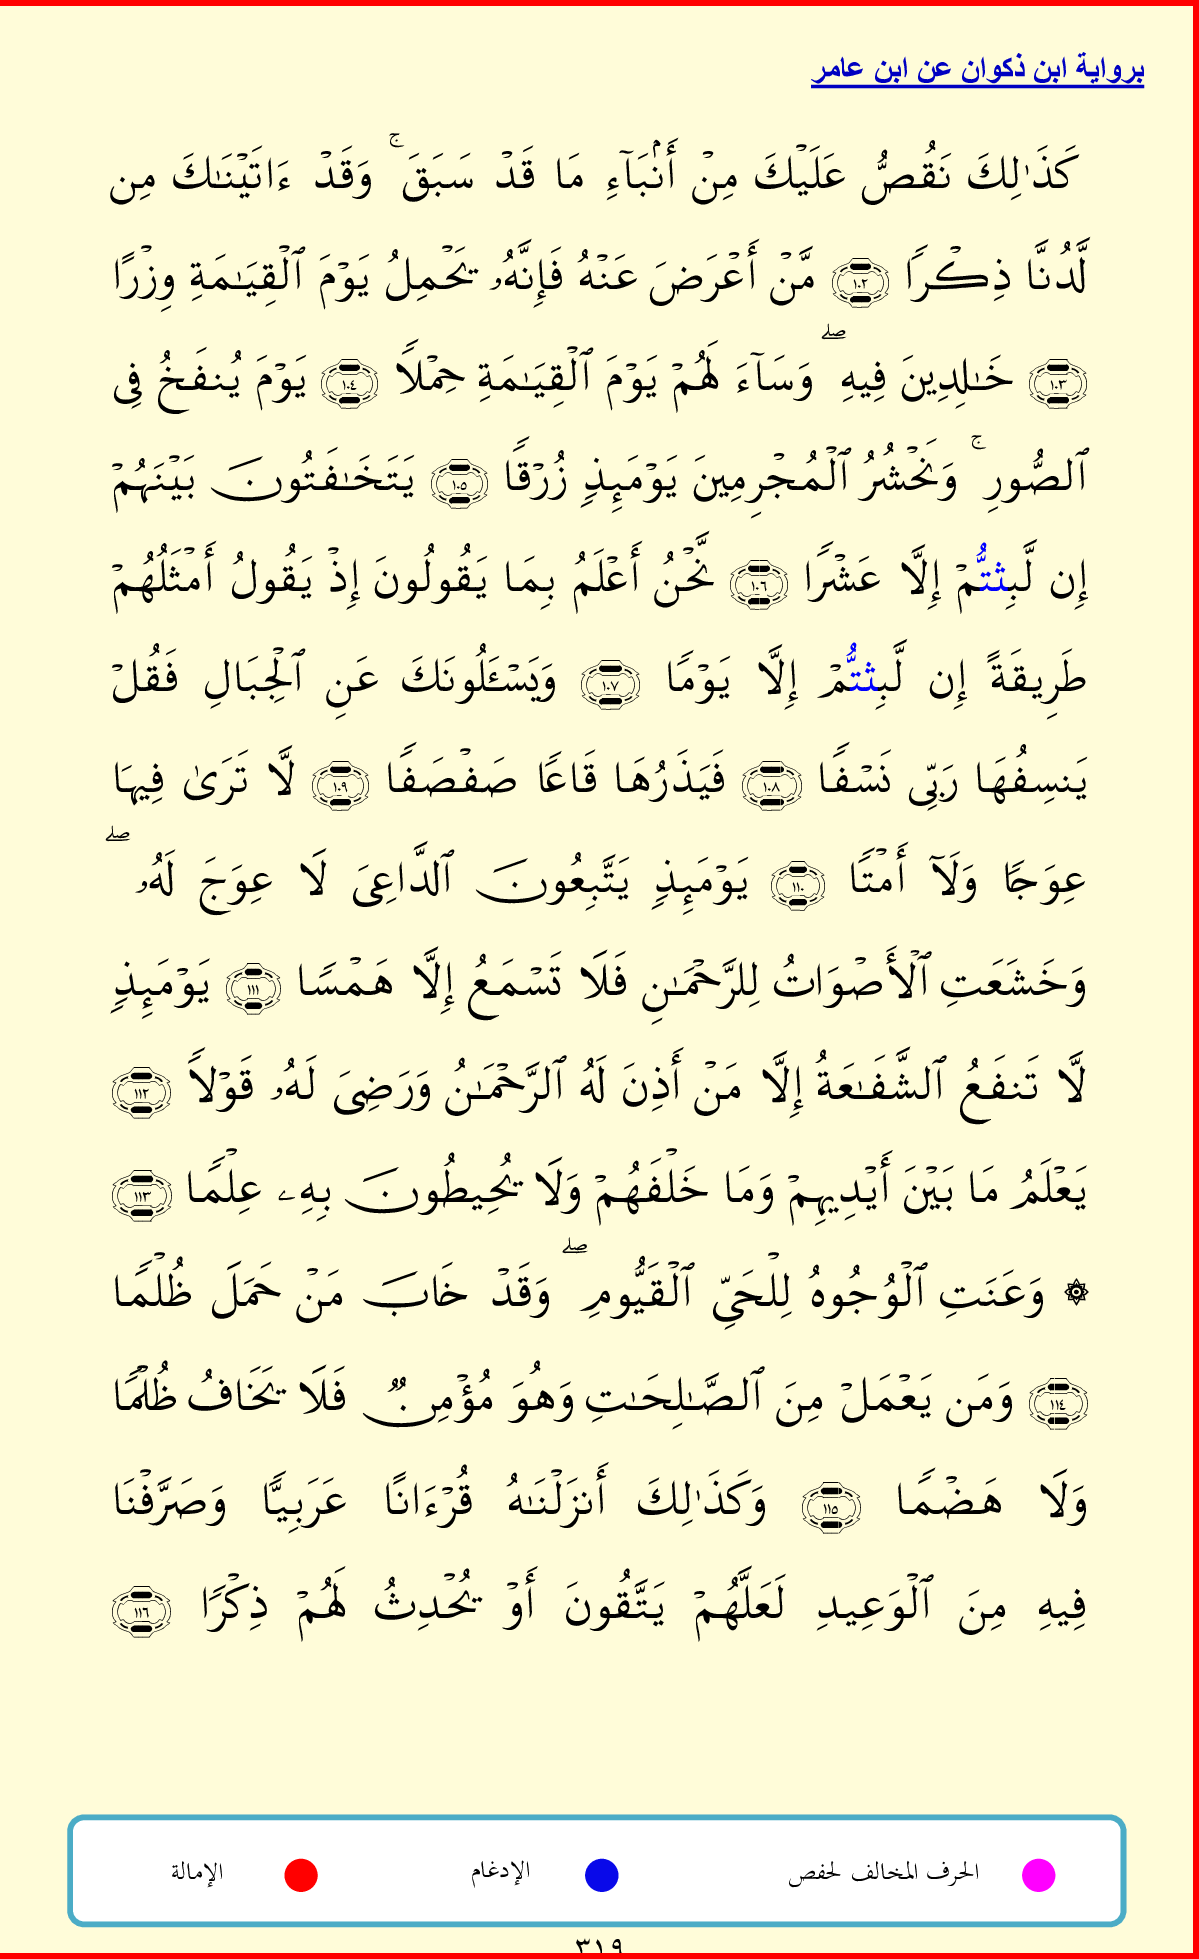 برواية ابن ذكوان عن ابن عامر
كَذَٰلِكَ نَقُصُّ عَلَيۡكَ مِنۡ أَنۢبَآءِ مَا قَدۡ سَبَقَۚ وَقَدۡ ءَاتَيۡنَٰكَ مِن
لَّدُنَّا ذِكۡرٗا ١٠٢ مَّنۡ أَعۡرَضَ عَنۡهُ فَإِنَّهُۥ يَحۡمِلُ يَوۡمَ ٱلۡقِيَٰمَةِ وِزۡرًا
١٠٣ خَٰلِدِينَ فِيهِۖ وَسَآءَ لَهُمۡ يَوۡمَ ٱلۡقِيَٰمَةِ حِمۡلٗا ١٠٤ يَوۡمَ يُنفَخُ فِي
ٱلصُّورِۚ وَنَحۡشُرُ ٱلۡمُجۡرِمِينَ يَوۡمَئِذٖ زُرۡقٗا ١٠٥ يَتَخَٰفَتُونَ بَيۡنَهُمۡ
إِن لَّبِثتُّمۡ إِلَّا عَشۡرٗا ١٠٦ نَّحۡنُ أَعۡلَمُ بِمَا يَقُولُونَ إِذۡ يَقُولُ أَمۡثَلُهُمۡ
طَرِيقَةً إِن لَّبِثتُّمۡ إِلَّا يَوۡمٗا ١٠٧ وَيَسۡـَٔلُونَكَ عَنِ ٱلۡجِبَالِ فَقُلۡ
يَنسِفُهَا رَبِّي نَسۡفٗا ١٠٨ فَيَذَرُهَا قَاعٗا صَفۡصَفٗا ١٠٩ لَّا تَرَىٰ فِيهَا
عِوَجٗا وَلَآ أَمۡتٗا ١١٠ يَوۡمَئِذٖ يَتَّبِعُونَ ٱلدَّاعِيَ لَا عِوَجَ لَهُۥۖ
وَخَشَعَتِ ٱلۡأَصۡوَاتُ لِلرَّحۡمَٰنِ فَلَا تَسۡمَعُ إِلَّا هَمۡسٗا ١١١ يَوۡمَئِذٖ
لَّا تَنفَعُ ٱلشَّفَٰعَةُ إِلَّا مَنۡ أَذِنَ لَهُ ٱلرَّحۡمَٰنُ وَرَضِيَ لَهُۥ قَوۡلٗا ١١٢
يَعۡلَمُ مَا بَيۡنَ أَيۡدِيهِمۡ وَمَا خَلۡفَهُمۡ وَلَا يُحِيطُونَ بِهِۦ عِلۡمٗا ١١٣
۞ وَعَنَتِ ٱلۡوُجُوهُ لِلۡحَيِّ ٱلۡقَيُّومِۖ وَقَدۡ خَابَ مَنۡ حَمَلَ ظُلۡمٗا
١١٤ وَمَن يَعۡمَلۡ مِنَ ٱلصَّٰلِحَٰتِ وَهُوَ مُؤۡمِنٞ فَلَا يَخَافُ ظُلۡمٗا
وَلَا هَضۡمٗا ١١٥ وَكَذَٰلِكَ أَنزَلۡنَٰهُ قُرۡءَانًا عَرَبِيّٗا وَصَرَّفۡنَا
فِيهِ مِنَ ٱلۡوَعِيدِ لَعَلَّهُمۡ يَتَّقُونَ أَوۡ يُحۡدِثُ لَهُمۡ ذِكۡرٗا ١١٦
الحرف المخالف لحفص الإدغام الإمالة
٣١٩